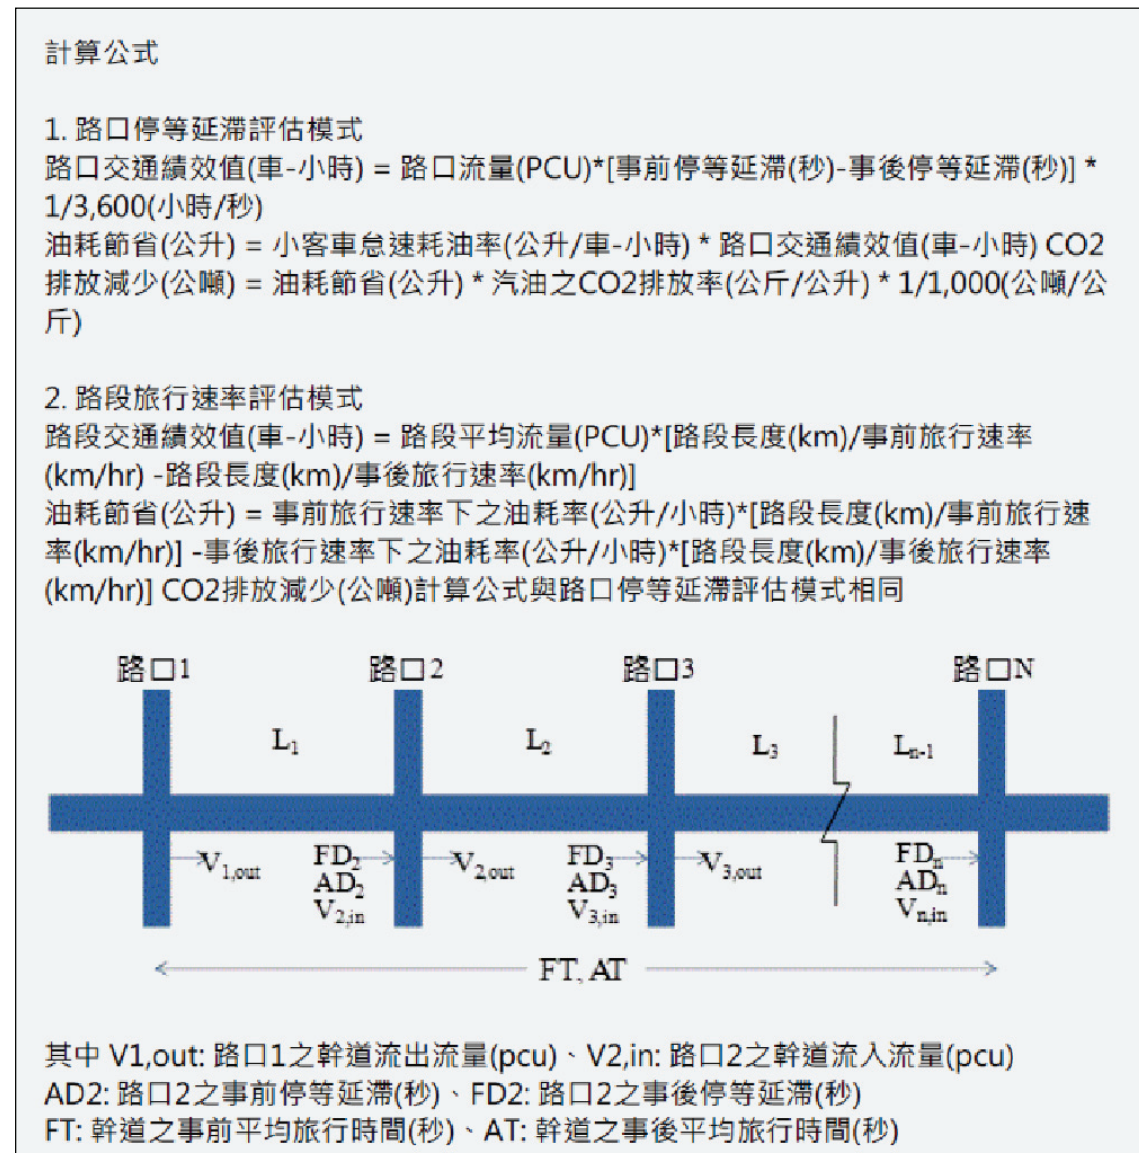 計算公式
1. 路口停等延滯評估模式
路口交通績效值(車-小時) = 路口流量(PCU)*[事前停等延滯(秒)-事後停等延滯(秒)] *
1/3,600(小時/秒)
油耗節省(公升) = 小客車怠速耗油率(公升/車-小時) * 路口交通績效值(車-小時) CO2
排放減少(公噸) = 油耗節省(公升) * 汽油之CO2排放率(公斤/公升) * 1/1,000(公噸/公
斤)
2. 路段旅行速率評估模式
路段交通績效值(車-小時) = 路段平均流量(PCU)*[路段長度(km)/事前旅行速率
(km/hr) -路段長度(km)/事後旅行速率(km/hr)]
油耗節省(公升) = 事前旅行速率下之油耗率(公升/小時)*[路段長度(km)/事前旅行速
率(km/hr)] -事後旅行速率下之油耗率(公升/小時)*[路段長度(km)/事後旅行速率
(km/hr)] CO2排放減少(公噸)計算公式與路口停等延滯評估模式相同
路口1 路口2 路口3 路口N
L1 L2 L3 Ln-1
V1,out FD2 V2,out FD3 V3,out FDn
AD2 AD3 ADn
V2,in V3,in Vn,in
FT, AT
其中 V1,out: 路口1之幹道流出流量(pcu)、V2,in: 路口2之幹道流入流量(pcu)
AD2: 路口2之事前停等延滯(秒)、FD2: 路口2之事後停等延滯(秒)
FT: 幹道之事前平均旅行時間(秒)、AT: 幹道之事後平均旅行時間(秒)